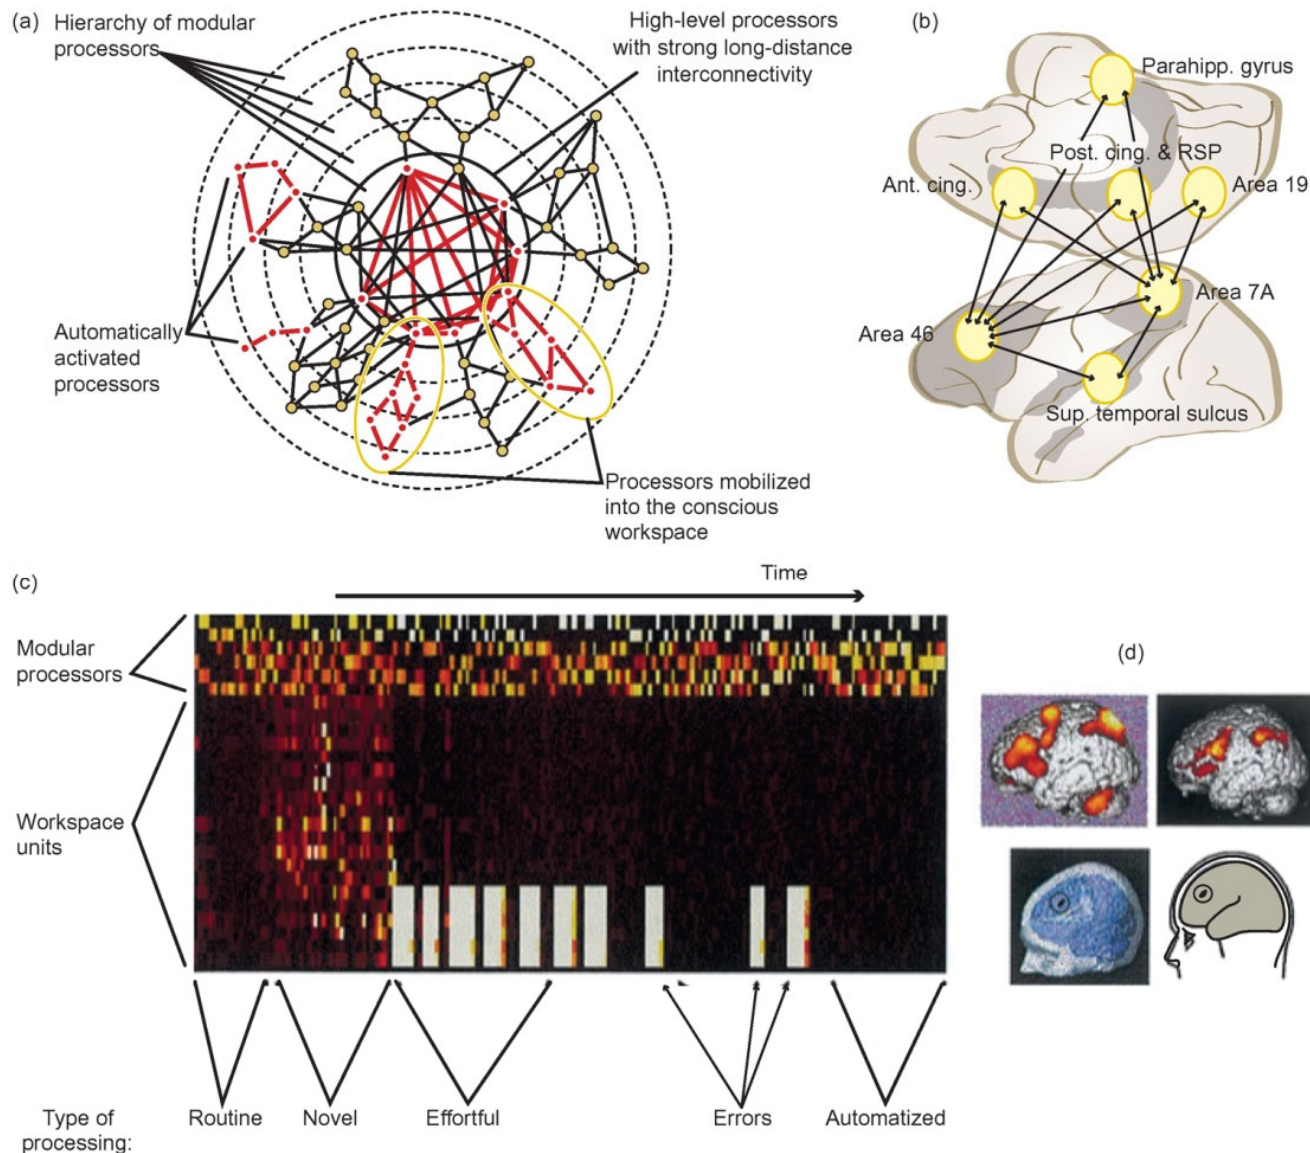 (a)
Hierarchy of modular
processors
High-level processors
with strong long-distance
interconnectivity
Automatically
activated
processors
Processors mobilized
into the conscious
workspace
(b)
Parahipp. gyrus
Post. cing. & RSP
Ant. cing.
Area 19
Area 7A
Area 46
Sup. temporal sulcus
(c)
Time
Modular
processors
Workspace
units
Type of
processing:
Routine
Novel
Effortful
Errors
Automatized
(d)